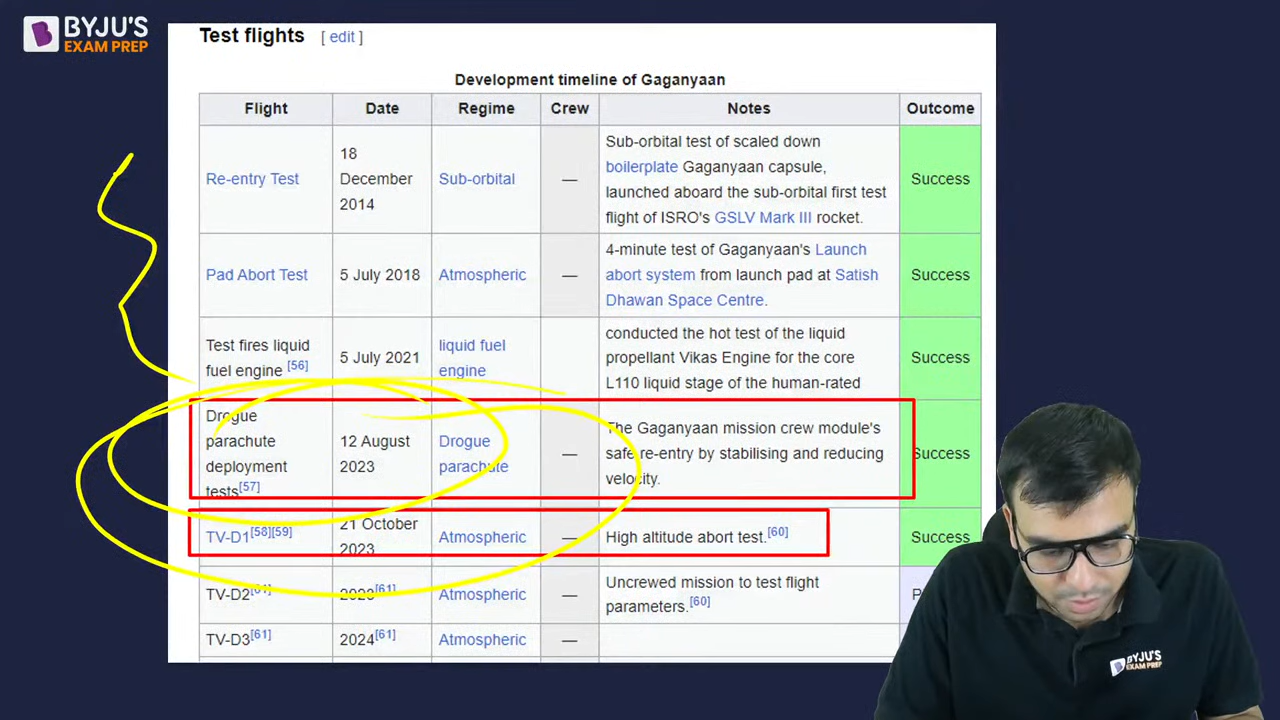 BYJU'S
EXAM PREP
Test flights [ edit ]
Development timeline of Gaganyaan
Flight Date Regime Crew Notes Outcome
Re-entry Test
18
December
2014
Sub-orbital
—
Sub-orbital test of scaled down
boilerplate Gaganyaan capsule,
launched aboard the sub-orbital first test
flight of ISRO's GSLV Mark III rocket.
Success
Pad Abort Test
5 July 2018
Atmospheric
—
4-minute test of Gaganyaan's Launch
abort system from launch pad at Satish
Dhawan Space Centre.
Success
Test fires liquid
fuel engine [56]
5 July 2021
liquid fuel
engine
conducted the hot test of the liquid
propellant Vikas Engine for the core
L110 liquid stage of the human-rated
Success
Drogue
parachute
deployment
tests[57]
12 August
2023
Drogue
parachute
—
The Gaganyaan mission crew module's
safe re-entry by stabilising and reducing
velocity.
Success
TV-D1[58][59]
21 October
2023
Atmospheric
—
High altitude abort test.[60]
Success
TV-D2[61]
2023[61]
Atmospheric
—
Uncrewed mission to test flight
parameters.[60]
TV-D3[61]
2024[61]
Atmospheric
—
BYJU'S
EXAM PREP